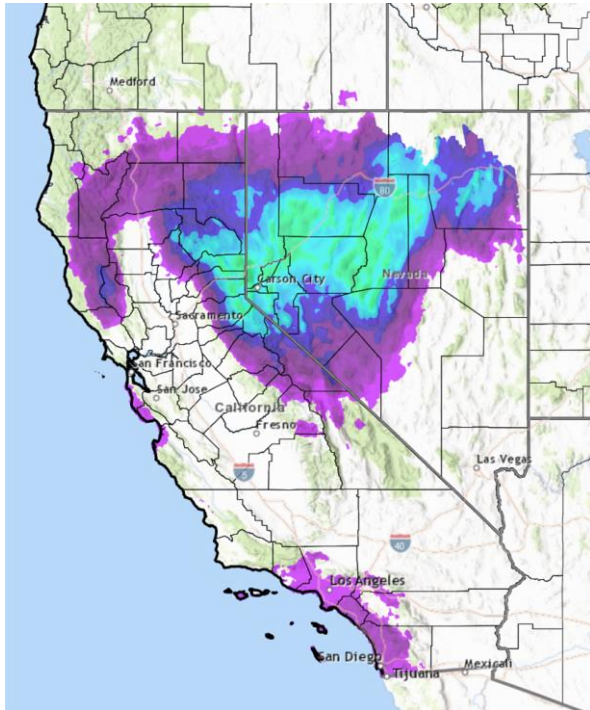 Medford
80
Carson City
Nevada
Sacramento
San Francisco
San Jose
California
Fresno
5
Las Vegas
40
Los Angeles
San Diego
Tijuana
Mexicali